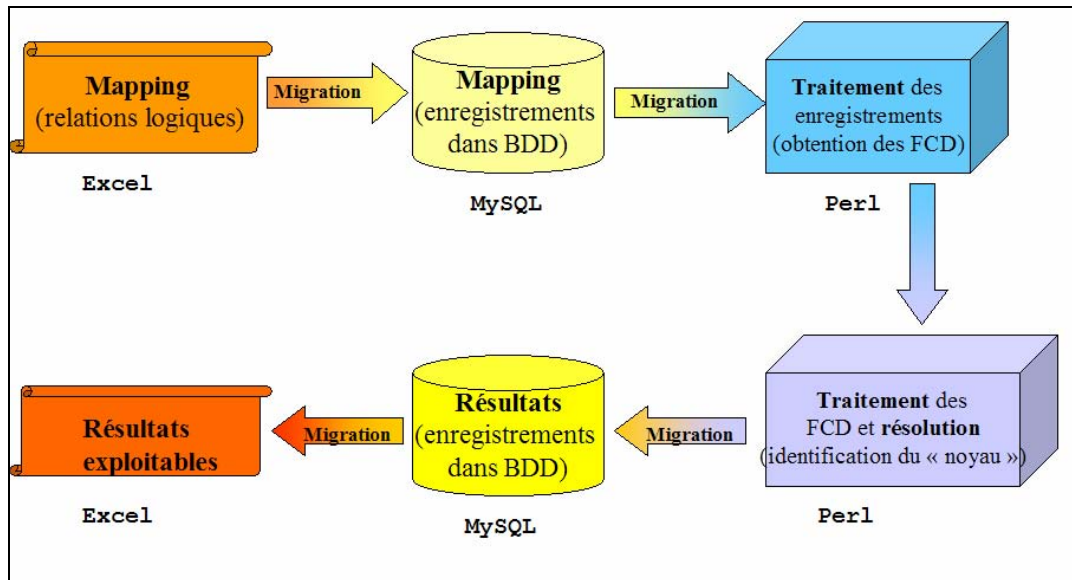 Mapping
(relations logiques)
Excel
Migration
Mapping
(enregistrements
dans BDD)
MySQL
Migration
Traitement des
enregistrements
(obtention des FCD)
Perl
Traitement des
FCD et résolution
(identification du « noyau »)
Perl
Migration
Résultats
(enregistrements
dans BDD)
MySQL
Migration
Résultats
exploitables
Excel